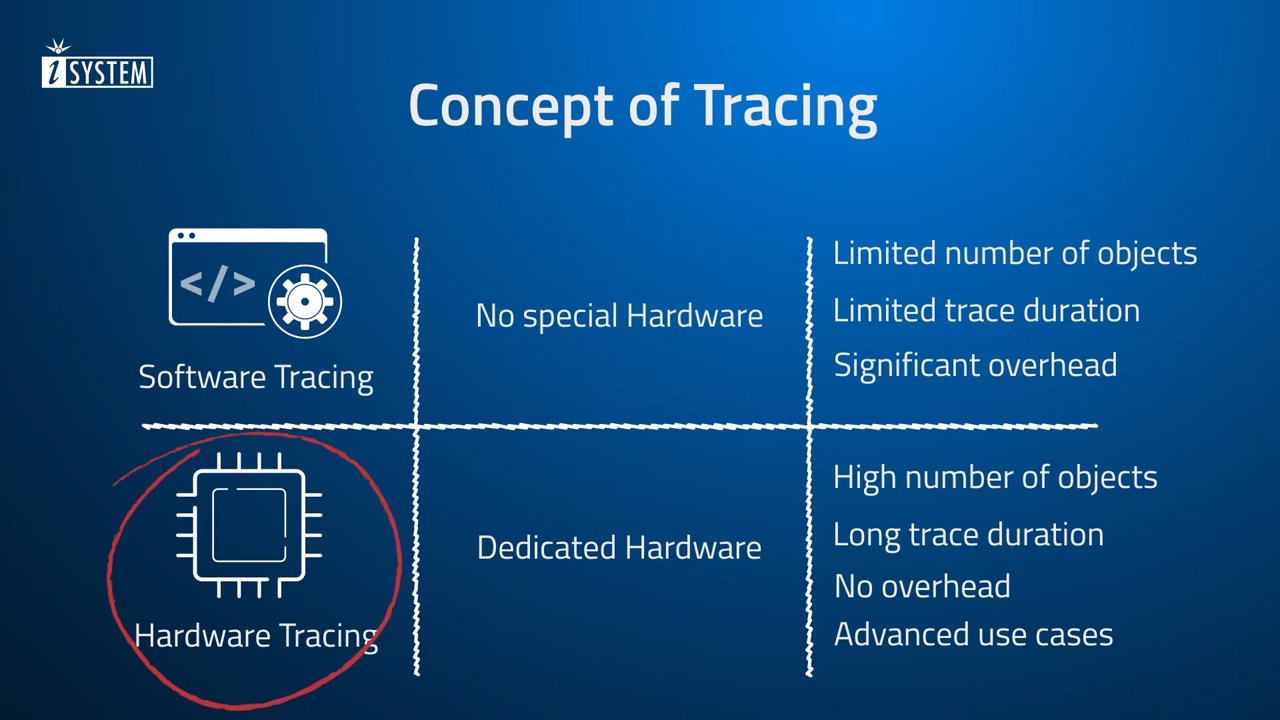 iSYSTEM
Concept of Tracing
</>
Software Tracing
No special Hardware
Limited number of objects
Limited trace duration
Significant overhead
Hardware Tracing
Dedicated Hardware
High number of objects
Long trace duration
No overhead
Advanced use cases